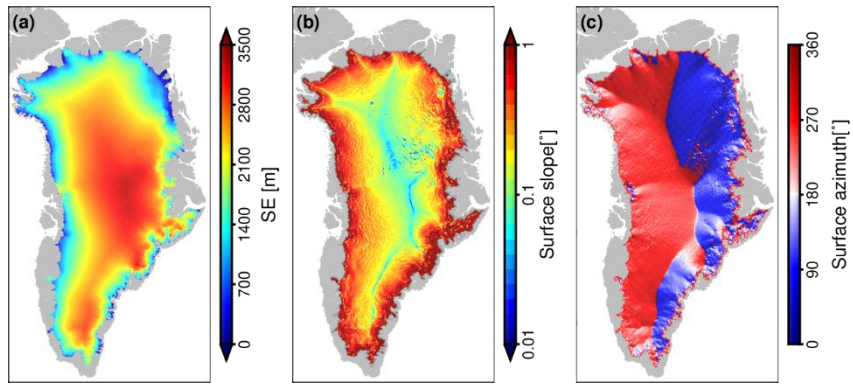 (a)
3500
2800
2100
1400
700
0
SE [m]
(b)
1
0.1
0.01
Surface slope[°]
(c)
360
270
180
90
0
Surface azimuth[°]